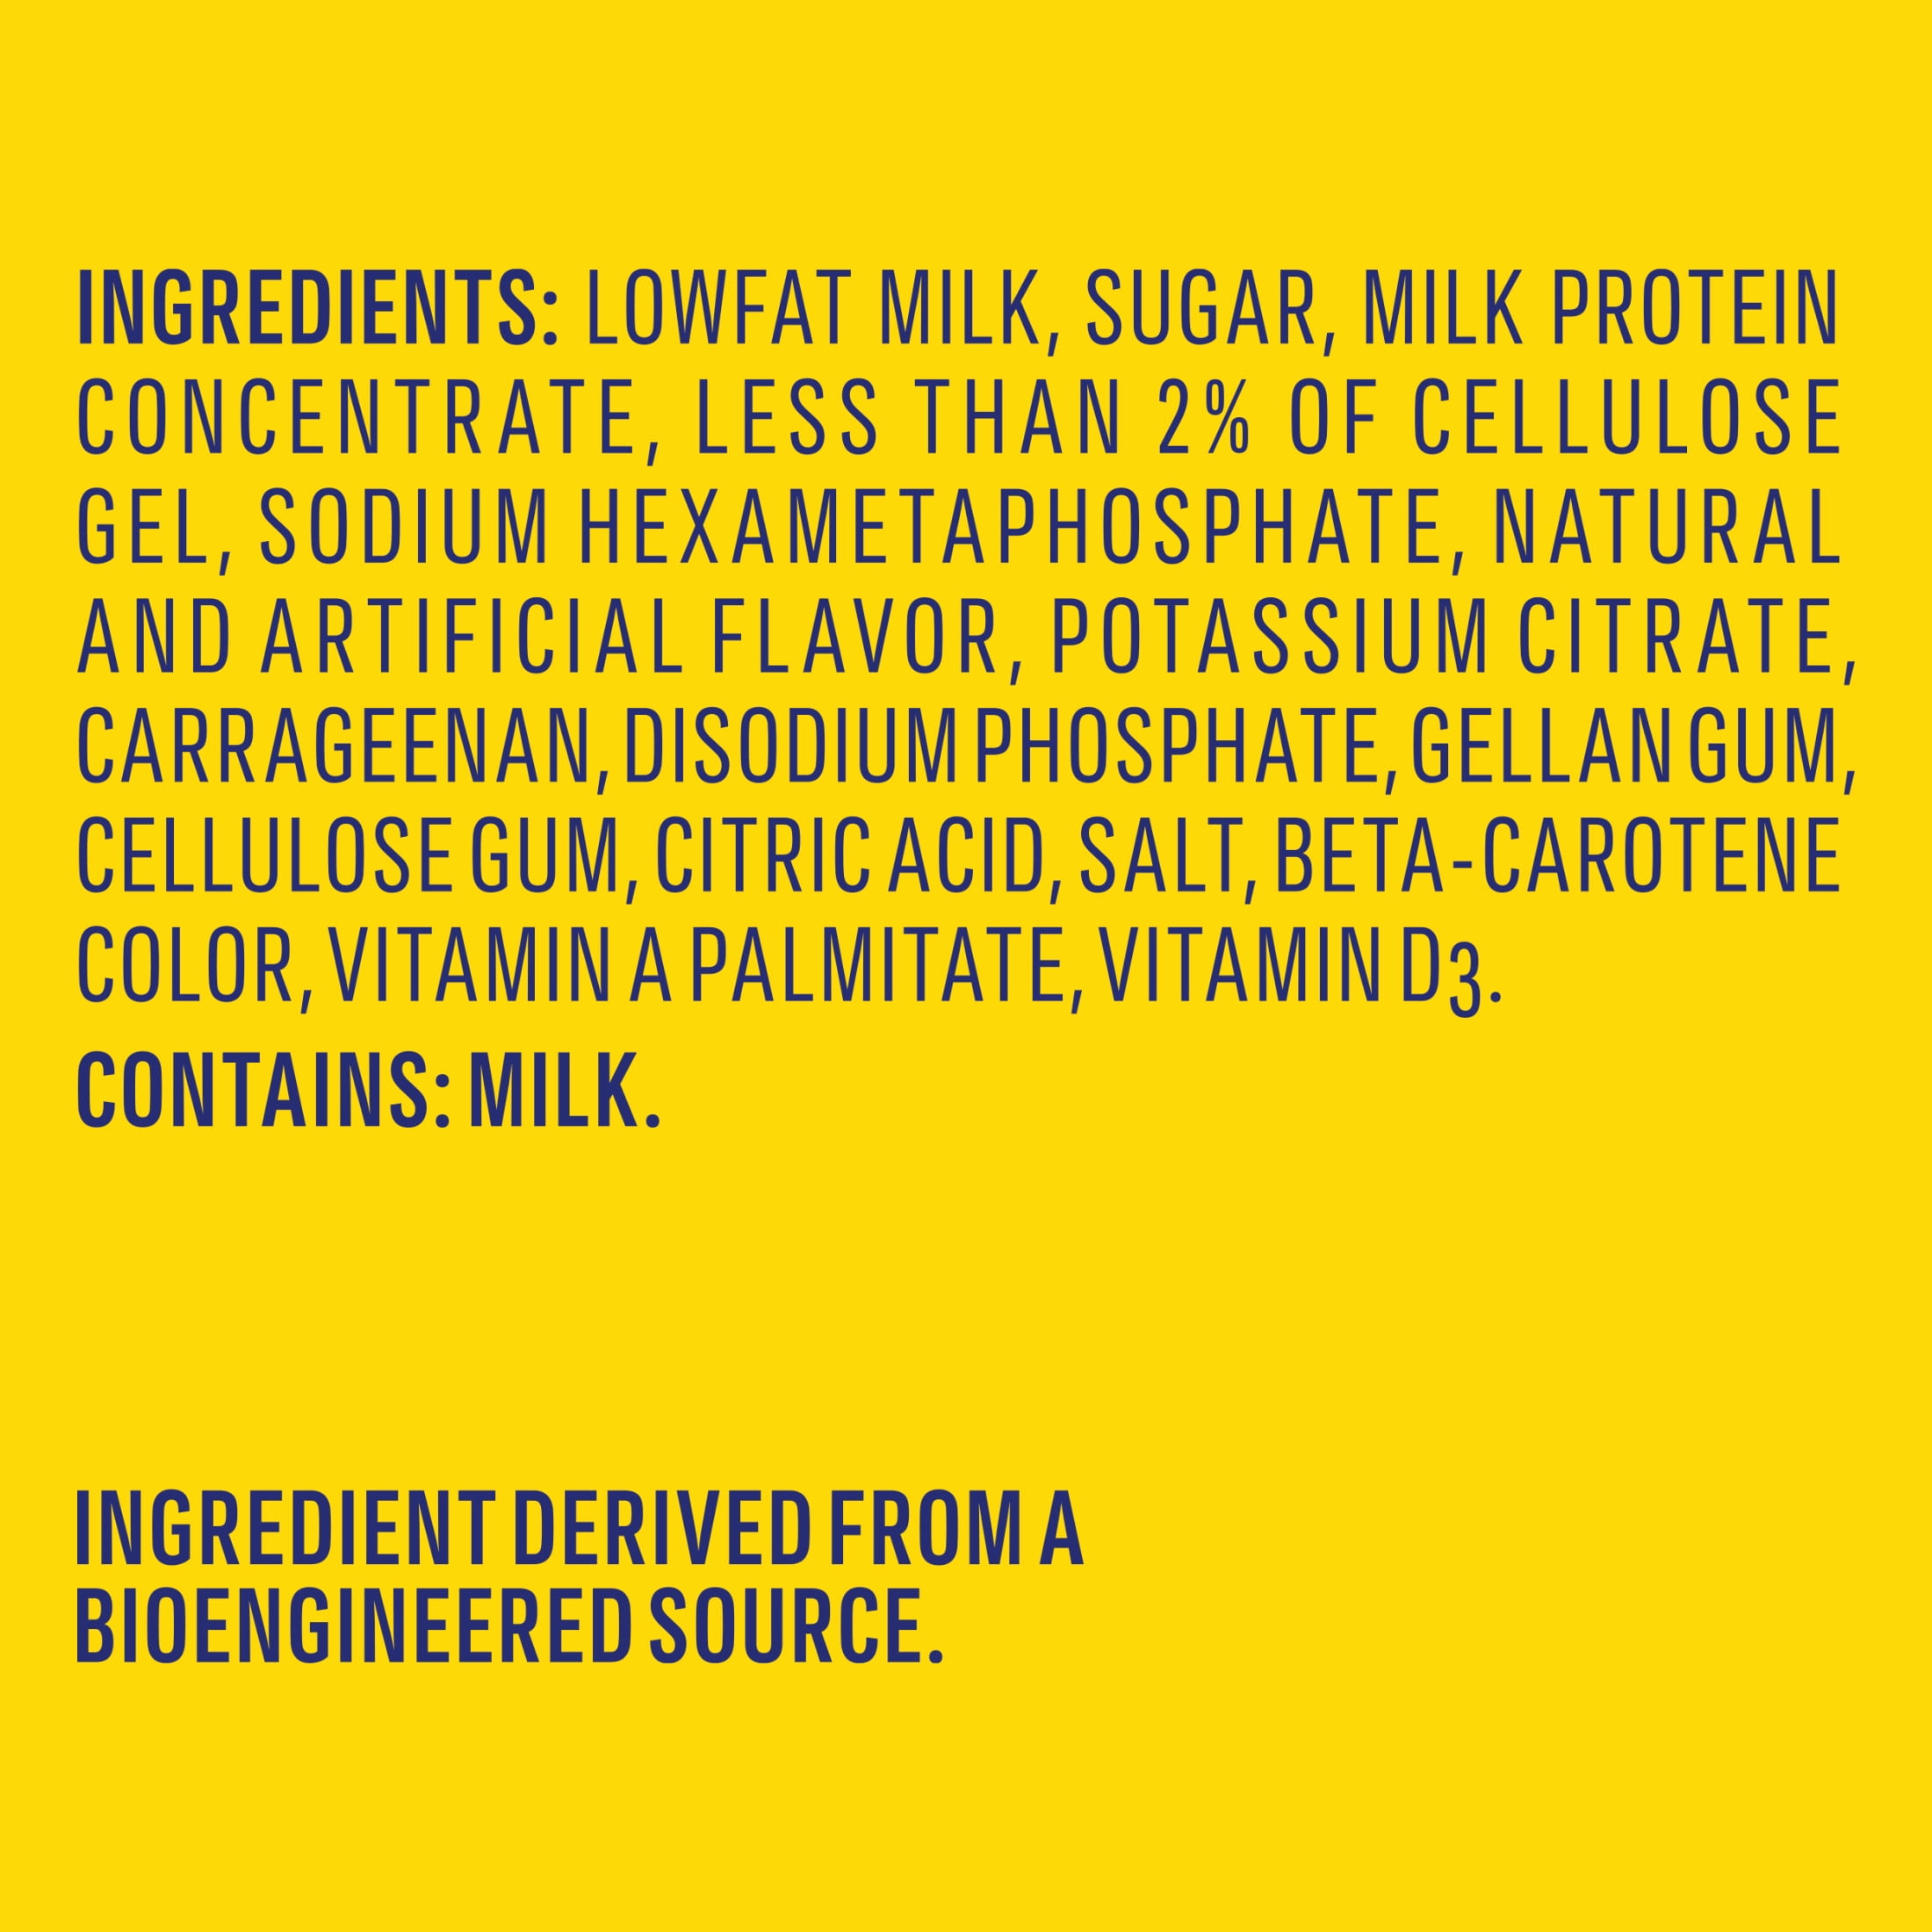 INGREDIENTS: LOWFAT MILK, SUGAR, MILK PROTEIN
CONCENTRATE, LESS THAN 2% OF CELLULOSE
GEL, SODIUM HEXAMETAPHOSPHATE, NATURAL
AND ARTIFICIAL FLAVOR, POTASSIUM CITRATE,
CARRAGEENAN, DISODIUM PHOSPHATE, GELLAN GUM,
CELLULOSE GUM, CITRIC ACID, SALT, BETA-CAROTENE
COLOR, VITAMIN A PALMITATE, VITAMIN D3.
CONTAINS: MILK.
INGREDIENT DERIVED FROM A
BIOENGINEERED SOURCE.